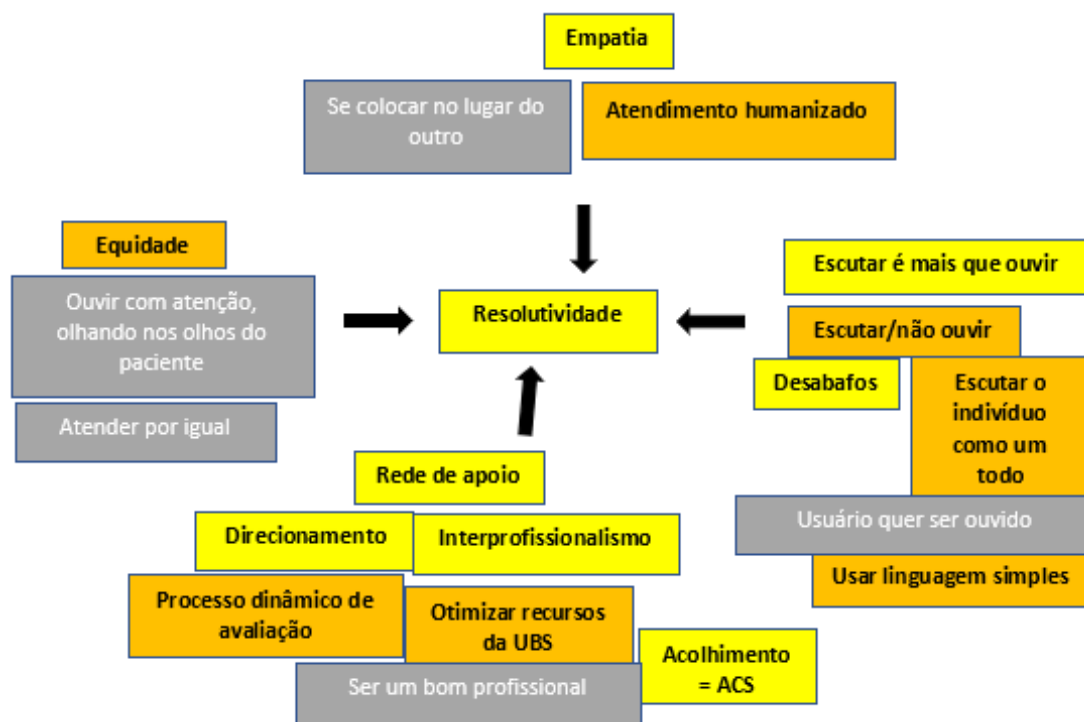 Empatia
Se colocar no lugar do
outro
Atendimento humanizado
Equidade
Ouvir com atenção,
olhando nos olhos do
paciente
Atender por igual
Resolutividade
Escutar é mais que ouvir
Escutar/não ouvir
Desabafos
Escutar o
indivíduo
como um
todo
Usuário quer ser ouvido
Usar linguagem simples
Rede de apoio
Direcionamento
Interprofissionalismo
Processo dinâmico de
avaliação
Otimizar recursos
da UBS
Ser um bom profissional
Acolhimento
= ACS